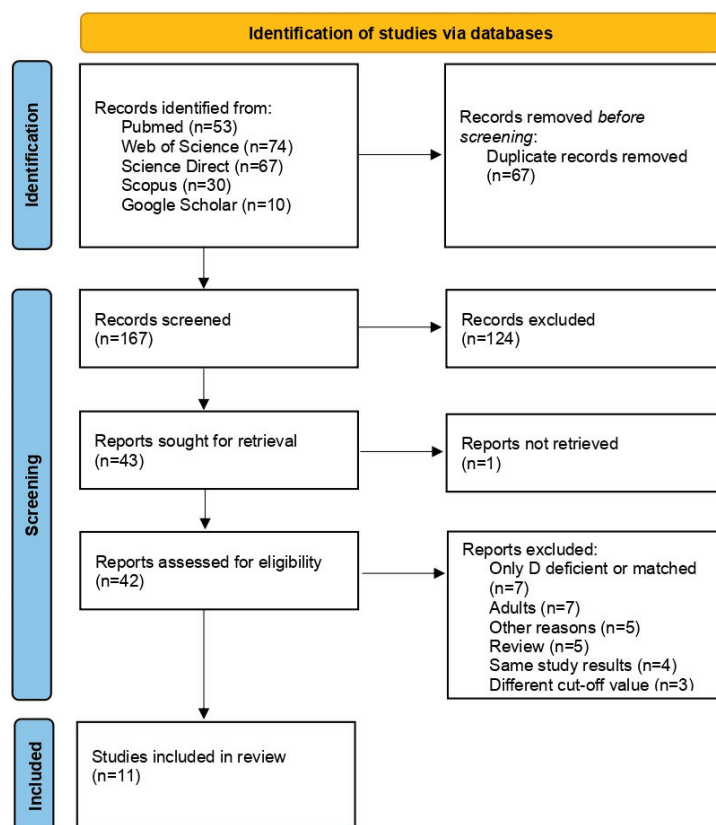 Identification of studies via databases
Identification
Records identified from:
Pubmed (n=53)
Web of Science (n=74)
Science Direct (n=67)
Scopus (n=30)
Google Scholar (n=10)
Records removed before
screening:
Duplicate records removed
(n=67)
Screening
Records screened
(n=167)
Records excluded
(n=124)
Reports sought for retrieval
(n=43)
Reports not retrieved
(n=1)
Reports assessed for eligibility
(n=42)
Reports excluded:
Only D deficient or matched
(n=7)
Adults (n=7)
Other reasons (n=5)
Review (n=5)
Same study results (n=4)
Different cut-off value (n=3)
Included
Studies included in review
(n=11)